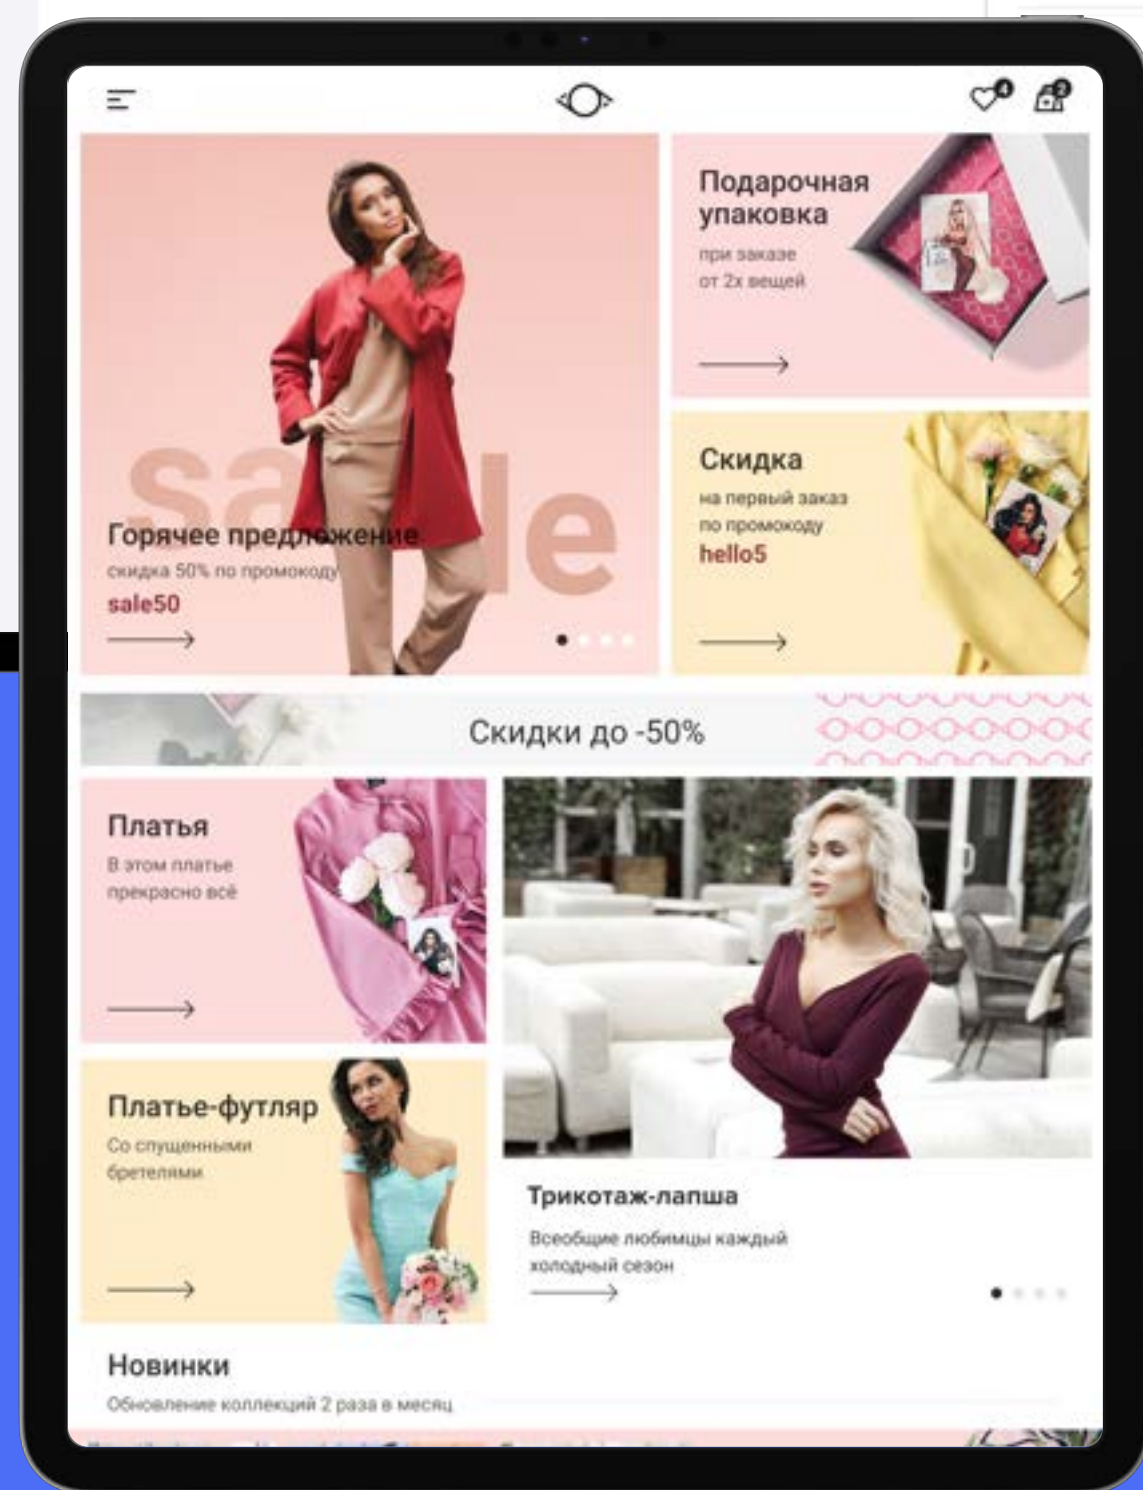 4
2
sale
Горячее предложение
скидка 50% по промокоду
sale50
Подарочная
упаковка
при заказе
от 2х вещей
Скидка
на первый заказ
по промокоду
hello5
Скидки до -50%
Платья
В этом платье
прекрасно всё
Платье-футляр
Со спущенными
бретелями
Трикотаж-лапша
Всеобщие любимцы каждый
холодный сезон
Новинки
Обновление коллекций 2 раза в месяц